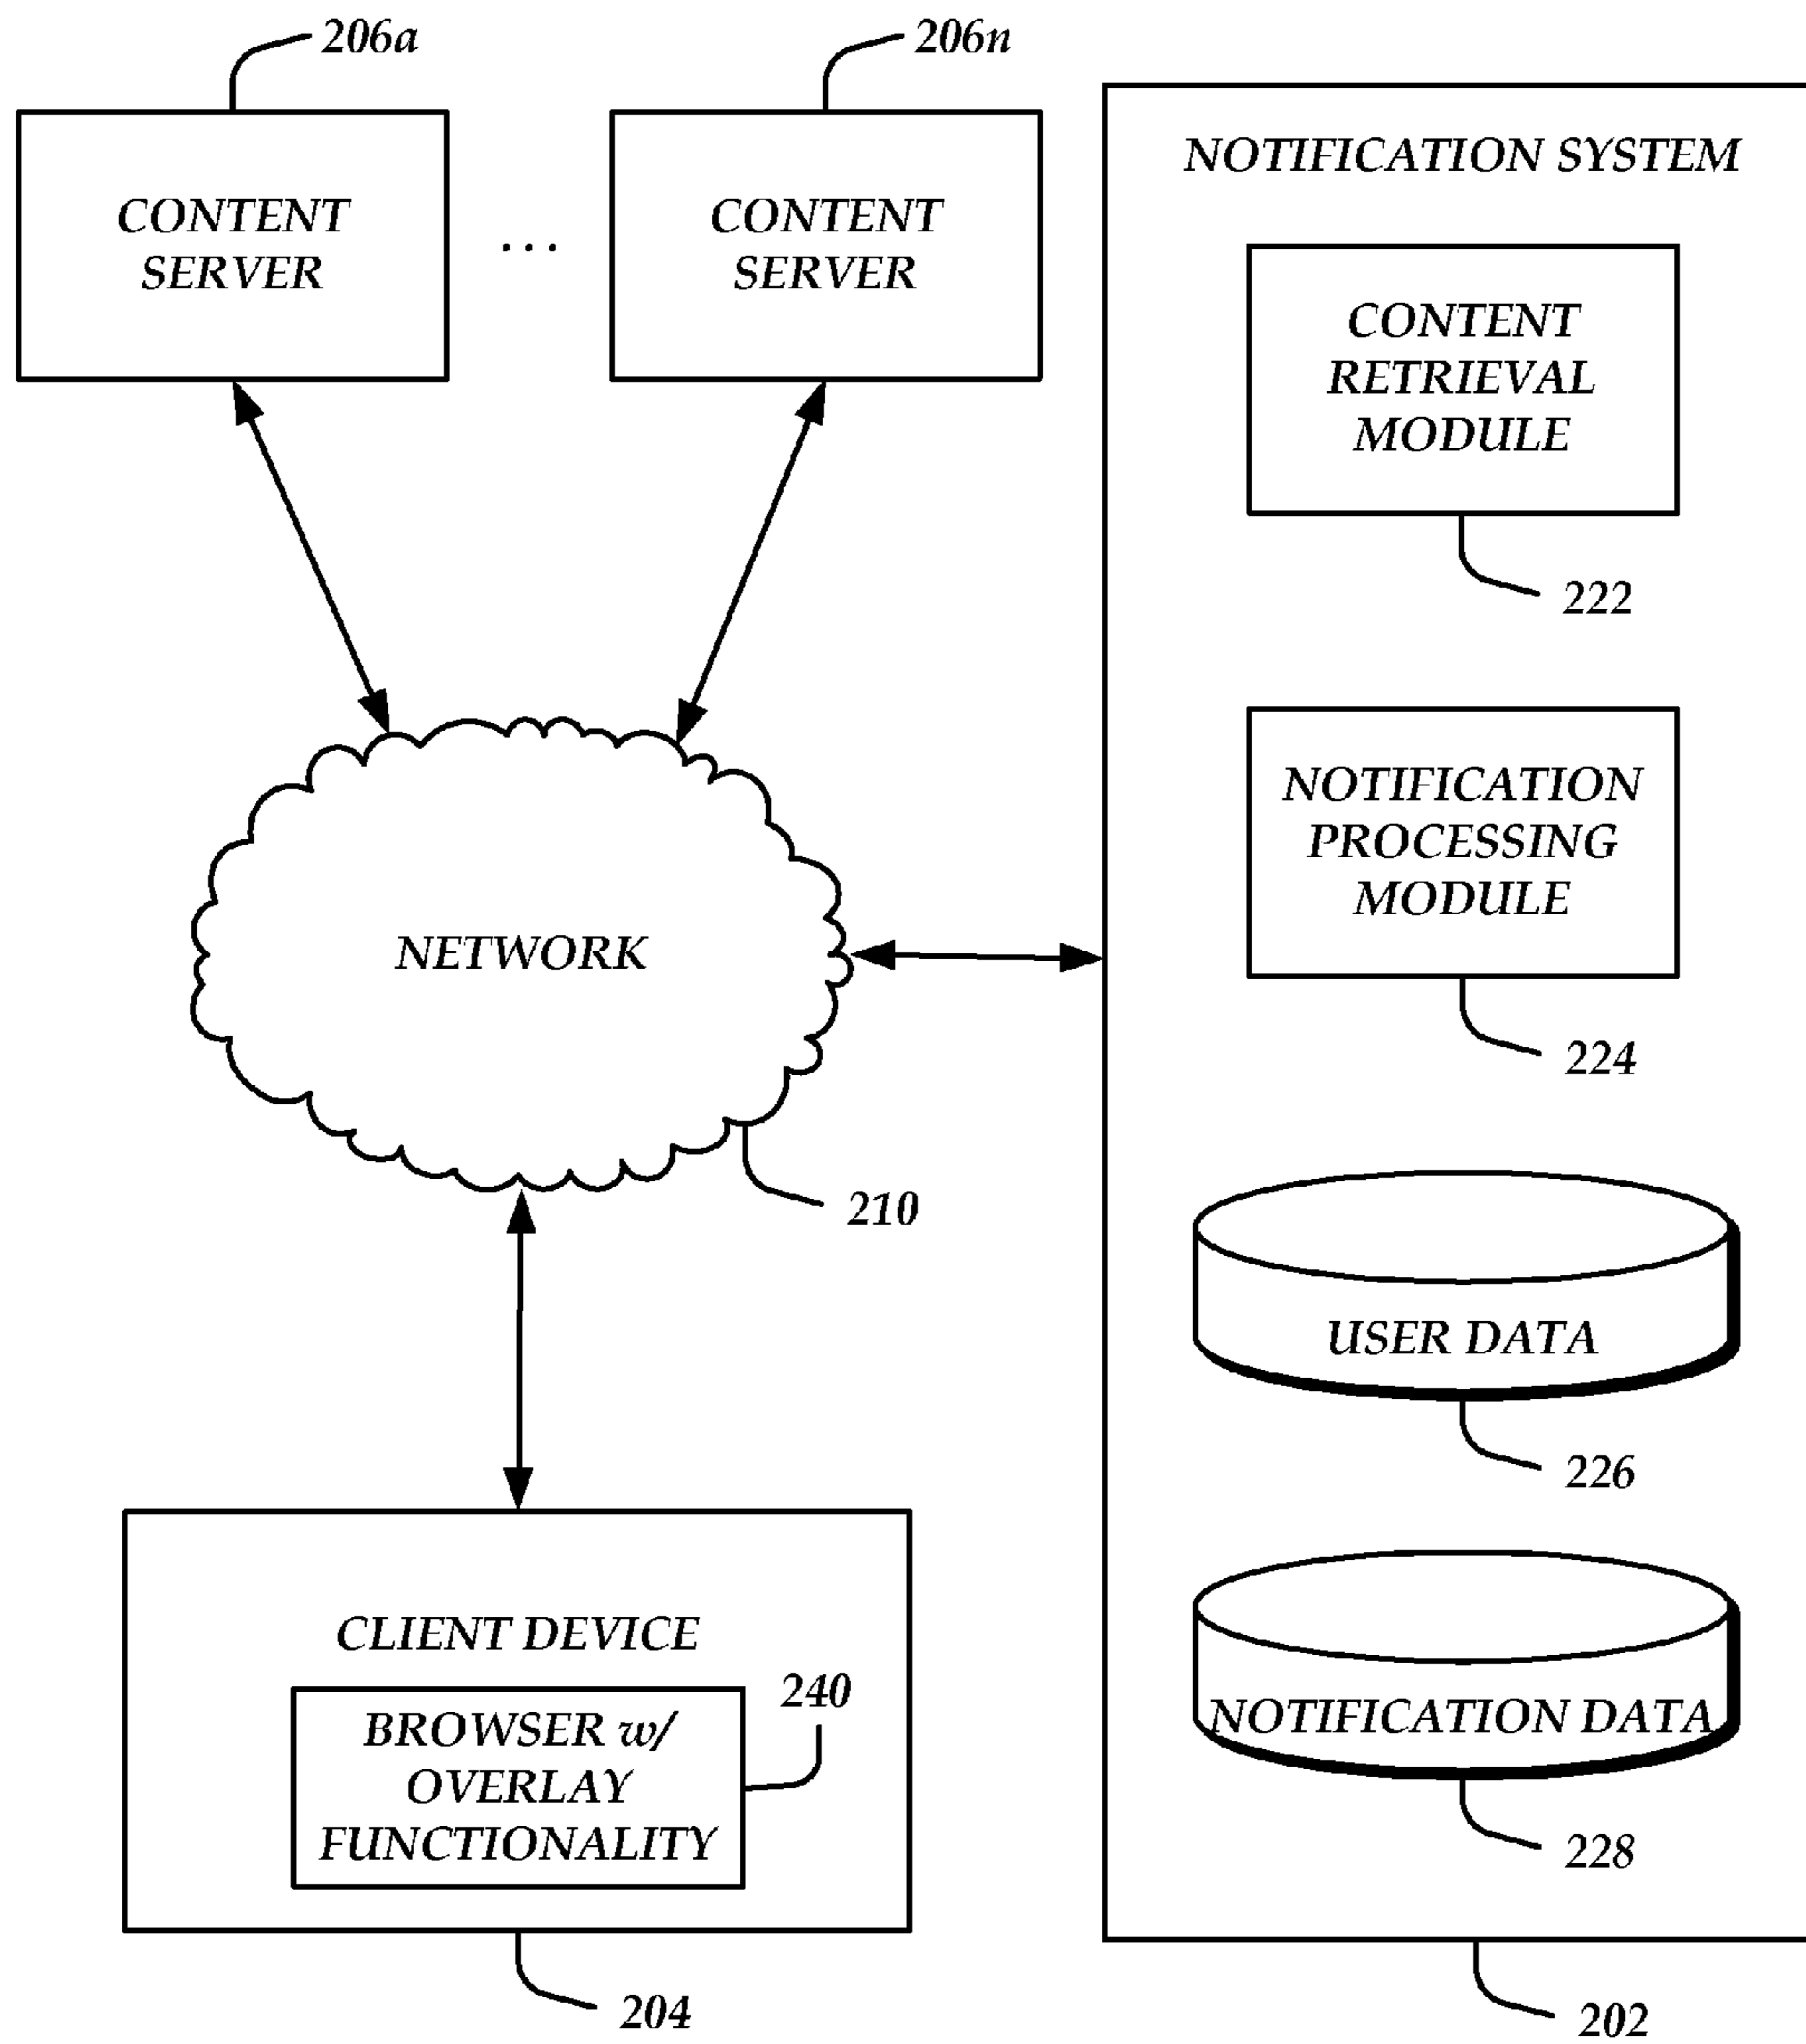 206a
206n
CONTENT
SERVER
...
CONTENT
SERVER
NOTIFICATION SYSTEM
CONTENT
RETRIEVAL
MODULE
222
NOTIFICATION
PROCESSING
MODULE
224
NETWORK
210
USER DATA
226
NOTIFICATION DATA
228
CLIENT DEVICE
240
BROWSER w/
OVERLAY
FUNCTIONALITY
204
202